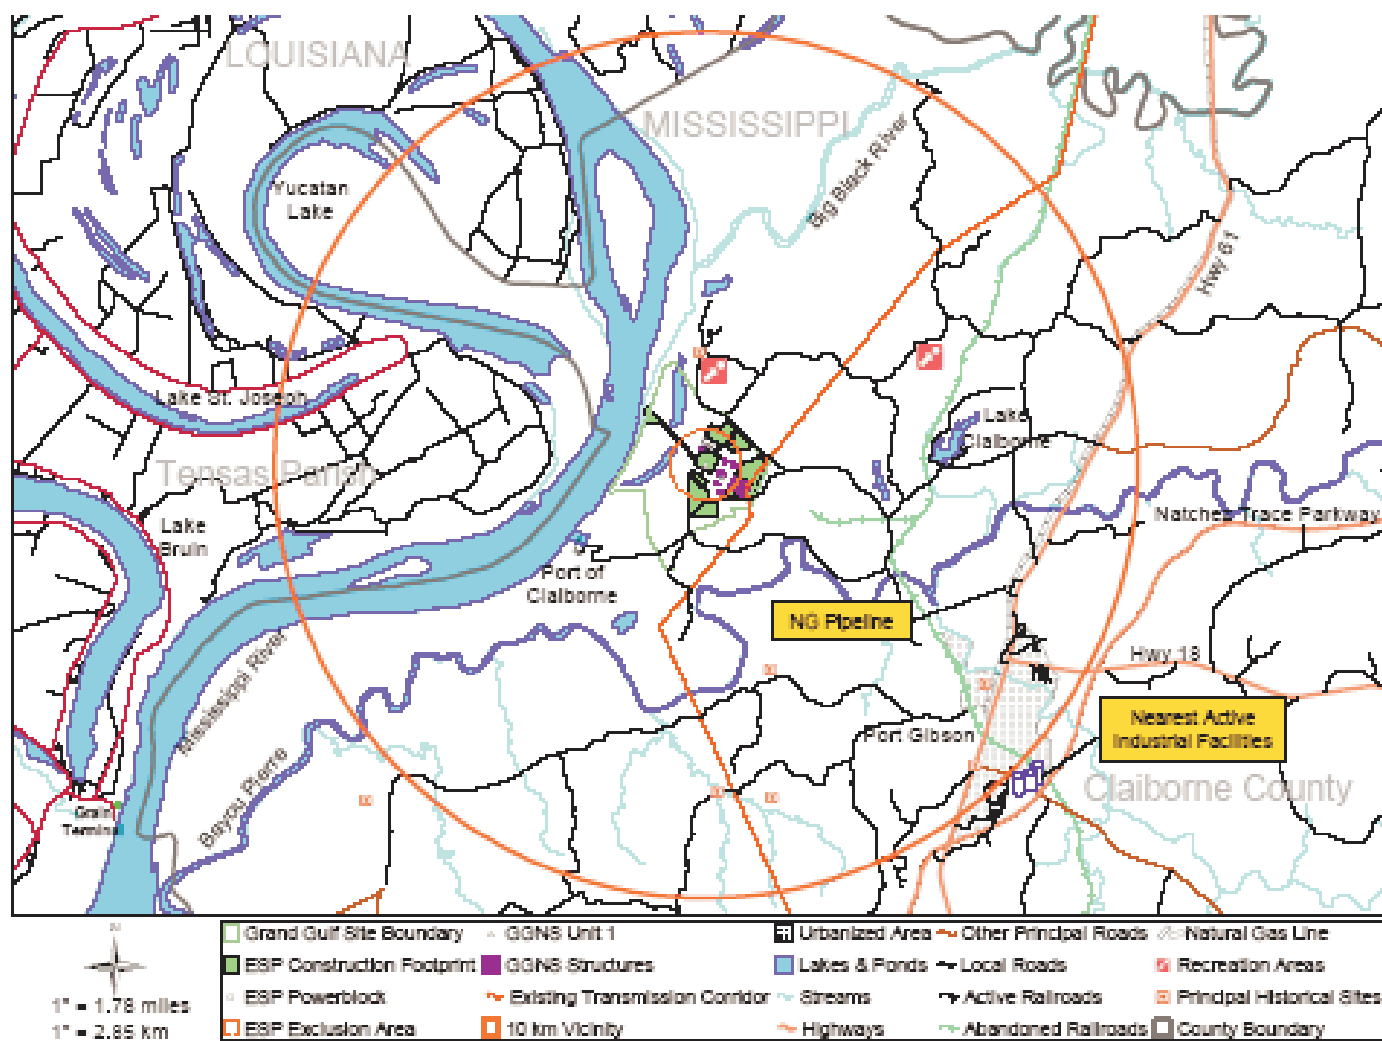 LOUISIANA
MISSISSIPPI
Big Black River
Yucatan
Lake
Hwy 61
Lake St. Joseph
Lake
Claiborne
Tensas Parish
Natchez Trace Parkway
Lake
Bruin
Port of
Claiborne
NG Pipeline
Mississippi River
Hwy 18
Nearest Active
Industrial Facilities
Port Gibson
Bayou Pierre
Claiborne County
Grain
Terminal
N
1" = 1.78 miles
1" = 2.85 km
Grand Gulf Site Boundary
GGNS Unit 1
Urbanized Area
Other Principal Roads
Natural Gas Line
ESP Construction Footprint
GGNS Structures
Lakes & Ponds
Local Roads
Recreation Areas
ESP Powerblock
Existing Transmission Corridor
Streams
Active Railroads
Principal Historical Sites
ESP Exclusion Area
10 km Vicinity
Highways
Abandoned Railroads
County Boundary